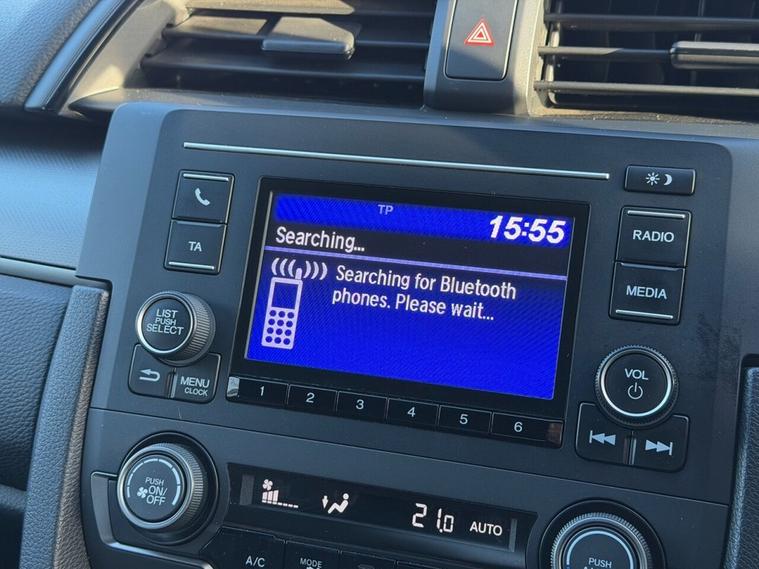 TP
15:55
Searching...
Searching for Bluetooth
phones. Please wait...
TA
RADIO
MEDIA
LIST
PUSH
SELECT
MENU
CLOCK
VOL
1 2 3 4 5 6
PUSH
ON/
OFF
21.0 AUTO
A/C
MODE
PUSH